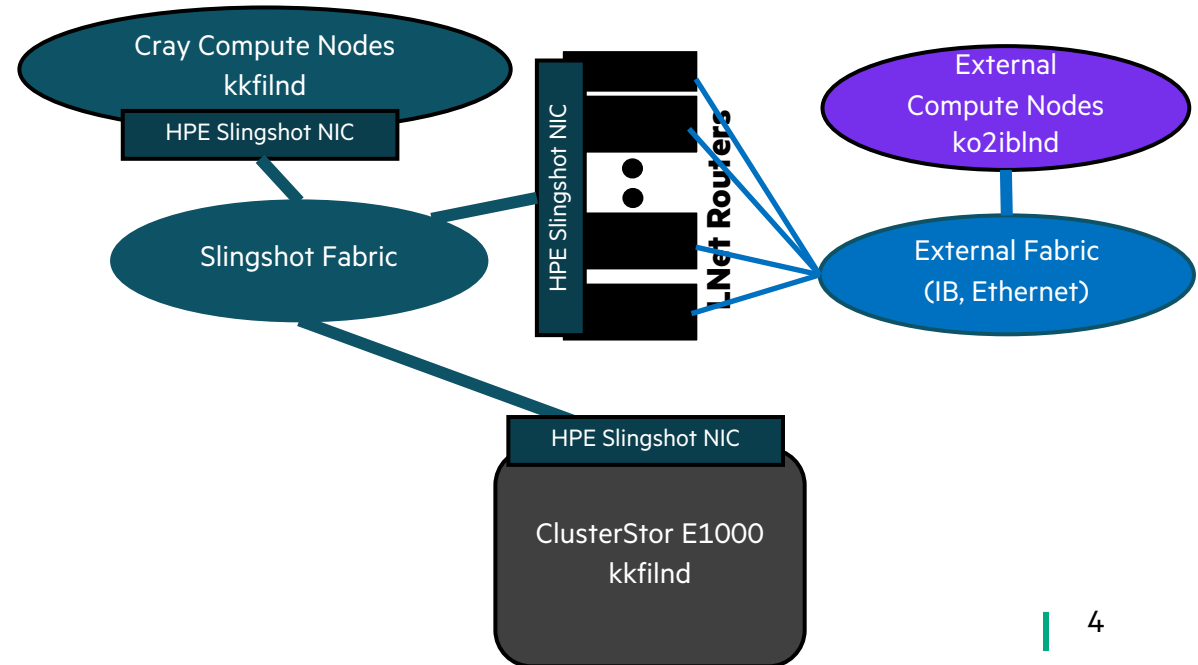 Cray Compute Nodes
kkfilnd
HPE Slingshot NIC
Slingshot Fabric
HPE Slingshot NIC
LNet Routers
External
Compute Nodes
ko2iblnd
External Fabric
(IB, Ethernet)
HPE Slingshot NIC
ClusterStor E1000
kkfilnd
4